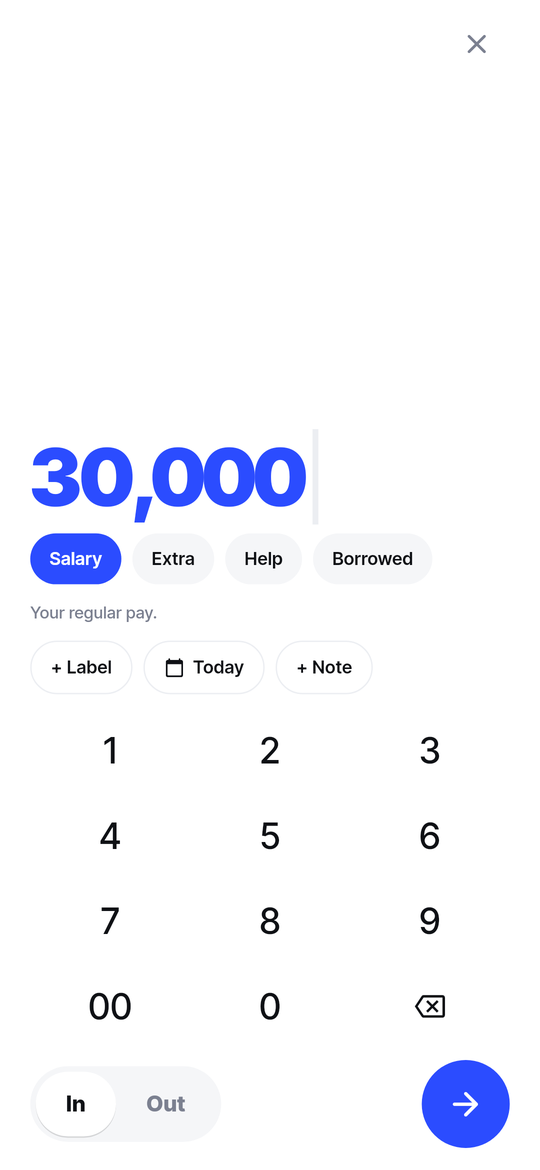 30,000
Salary Extra Help Borrowed
Your regular pay.
+ Label Today + Note
1 2 3
4 5 6
7 8 9
00 0
In Out